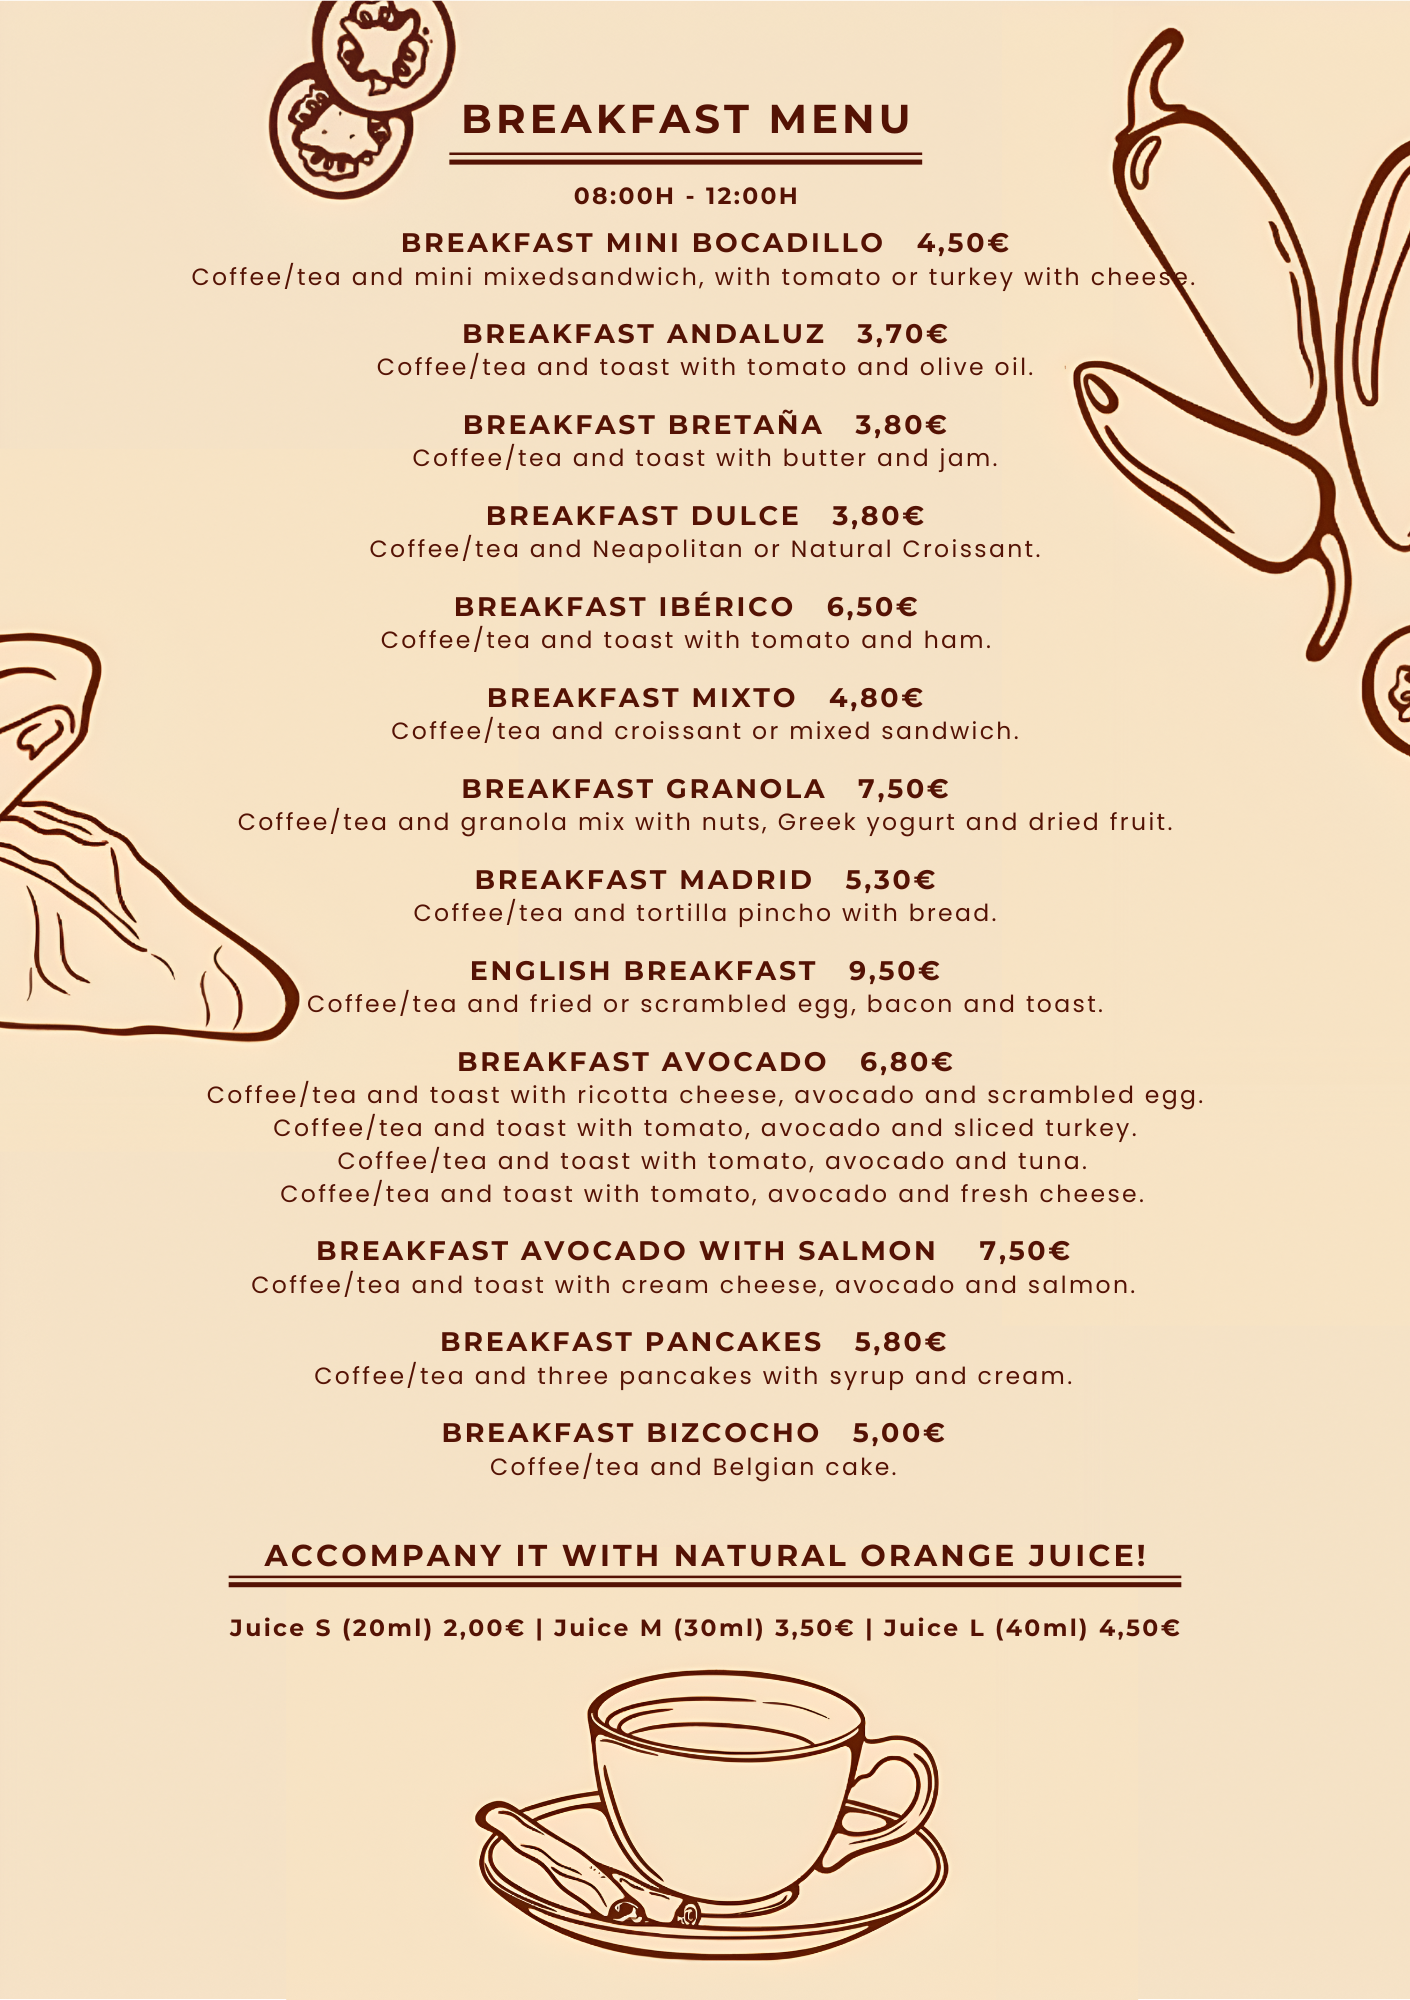 BREAKFAST MENU
08:00H - 12:00H
BREAKFAST MINI BOCADILLO 4,50€
Coffee/tea and mini mixedsandwich, with tomato or turkey with cheese.
BREAKFAST ANDALUZ 3,70€
Coffee/tea and toast with tomato and olive oil.
BREAKFAST BRETAÑA 3,80€
Coffee/tea and toast with butter and jam.
BREAKFAST DULCE 3,80€
Coffee/tea and Neapolitan or Natural Croissant.
BREAKFAST IBÉRICO 6,50€
Coffee/tea and toast with tomato and ham.
BREAKFAST MIXTO 4,80€
Coffee/tea and croissant or mixed sandwich.
BREAKFAST GRANOLA 7,50€
Coffee/tea and granola mix with nuts, Greek yogurt and dried fruit.
BREAKFAST MADRID 5,30€
Coffee/tea and tortilla pincho with bread.
ENGLISH BREAKFAST 9,50€
Coffee/tea and fried or scrambled egg, bacon and toast.
BREAKFAST AVOCADO 6,80€
Coffee/tea and toast with ricotta cheese, avocado and scrambled egg.
Coffee/tea and toast with tomato, avocado and sliced turkey.
Coffee/tea and toast with tomato, avocado and tuna.
Coffee/tea and toast with tomato, avocado and fresh cheese.
BREAKFAST AVOCADO WITH SALMON 7,50€
Coffee/tea and toast with cream cheese, avocado and salmon.
BREAKFAST PANCAKES 5,80€
Coffee/tea and three pancakes with syrup and cream.
BREAKFAST BIZCOCHO 5,00€
Coffee/tea and Belgian cake.
ACCOMPANY IT WITH NATURAL ORANGE JUICE!
Juice S (20ml) 2,00€ | Juice M (30ml) 3,50€ | Juice L (40ml) 4,50€